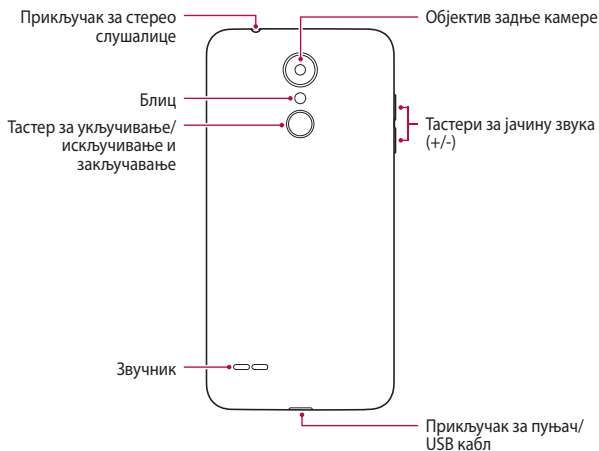 Прикључак за стерео
слушалице
Објектив задње камере
Блиц
Тастер за укључивање/
искључивање и
закључавање
Тастери за јачину звука
(+/-)
Звучник
Прикључак за пуњач/
USB кабл